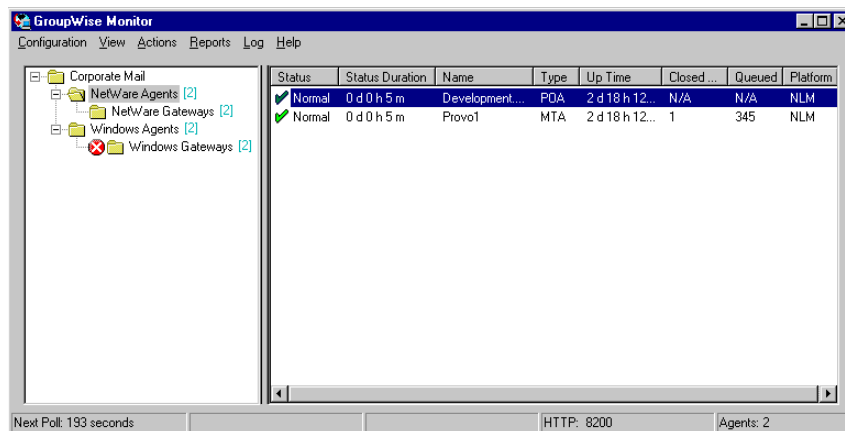 GroupWise Monitor
Configuration View Actions Reports Log Help
Corporate Mail
NetWare Agents [2]
NetWare Gateways [2]
Windows Agents [2]
Windows Gateways [2]
Status Status Duration Name Type Up Time Closed ... Queued Platform
Normal 0 d 0 h 5 m Development.... POA 2 d 18 h 12... N/A N/A NLM
Normal 0 d 0 h 5 m Provo1 MTA 2 d 18 h 12... 1 345 NLM
Next Poll: 193 seconds HTTP: 8200 Agents: 2